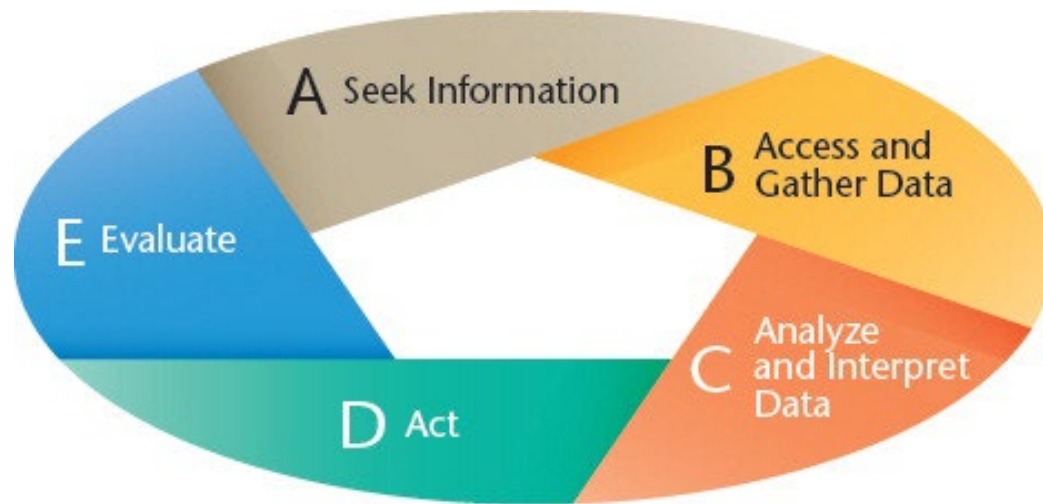 A Seek Information
B Access and
Gather Data
C Analyze
and Interpret
Data
D Act
E Evaluate